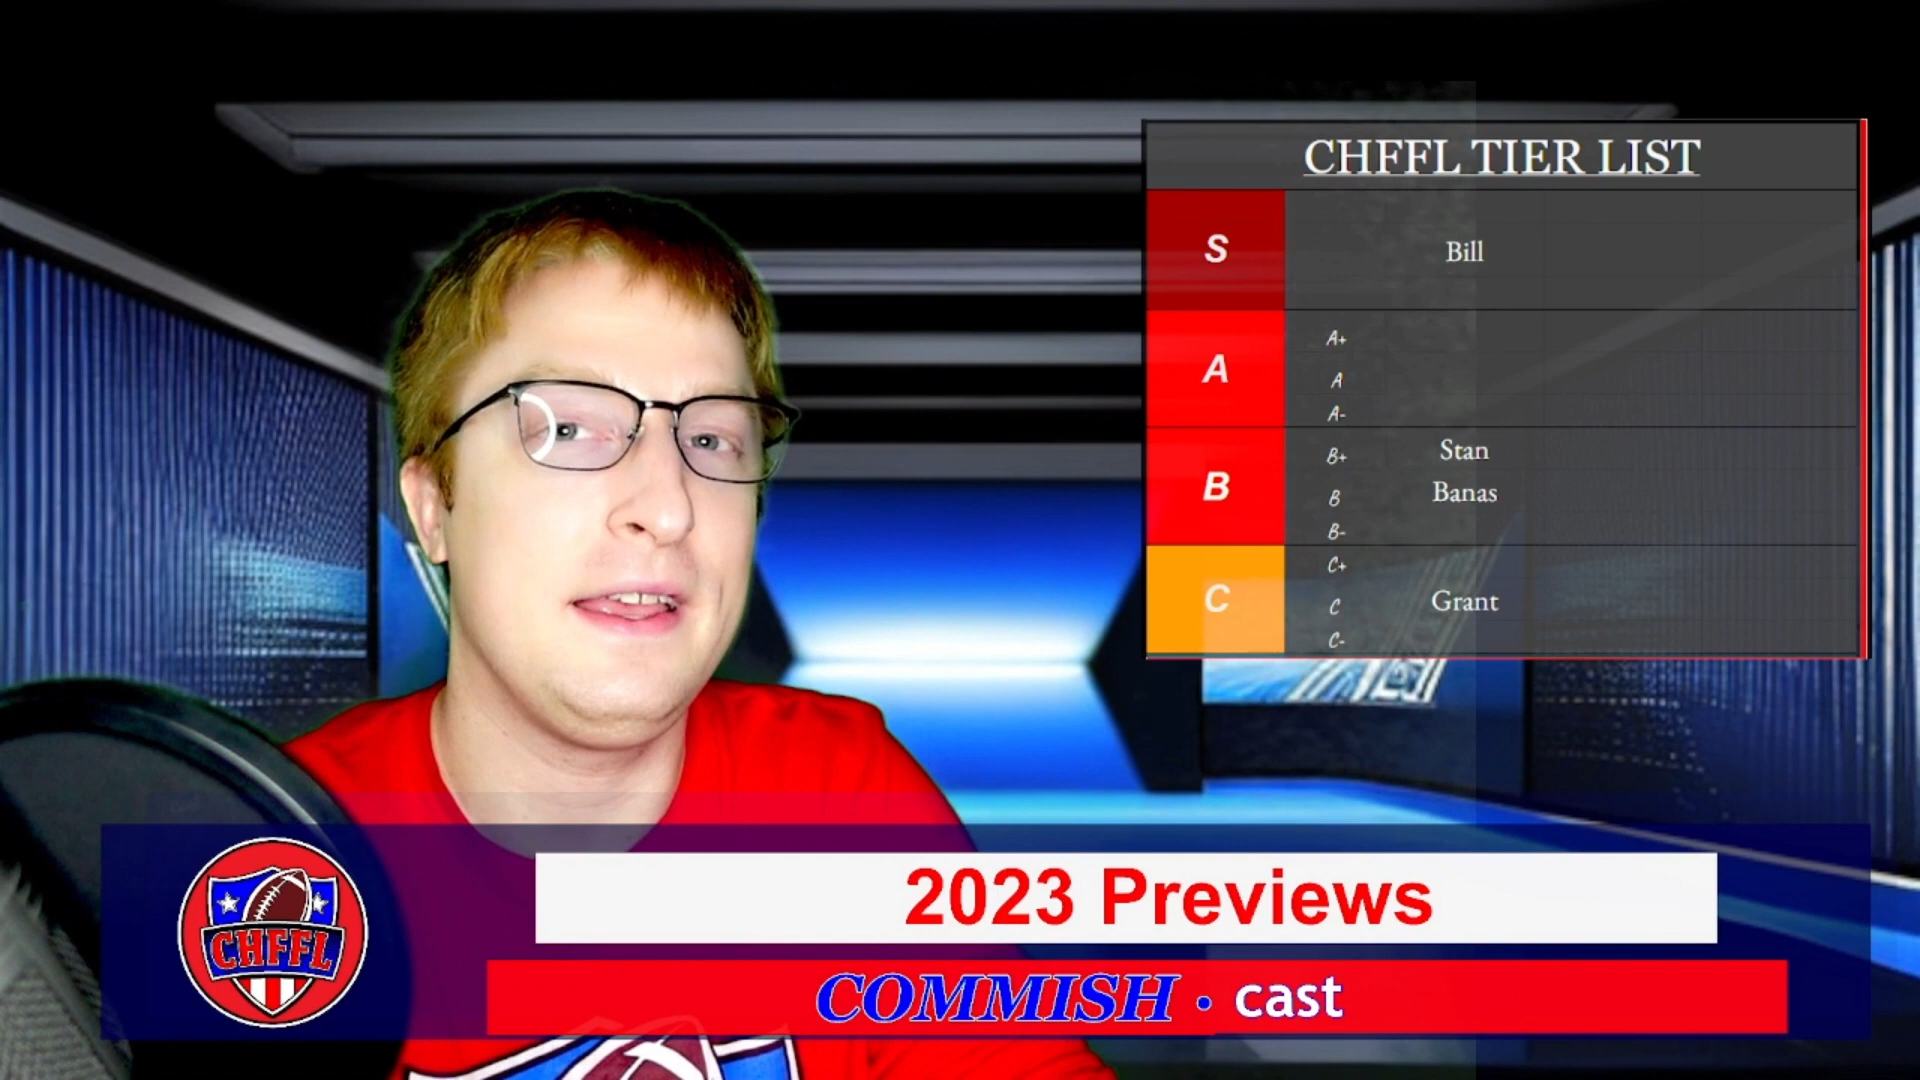 CHFFL TIER LIST
S
Bill
A
A+
A
A-
B
B+
Stan
B
Banas
B-
C
C+
C
Grant
C-
2023 Previews
CHFFL
COMMISH • cast